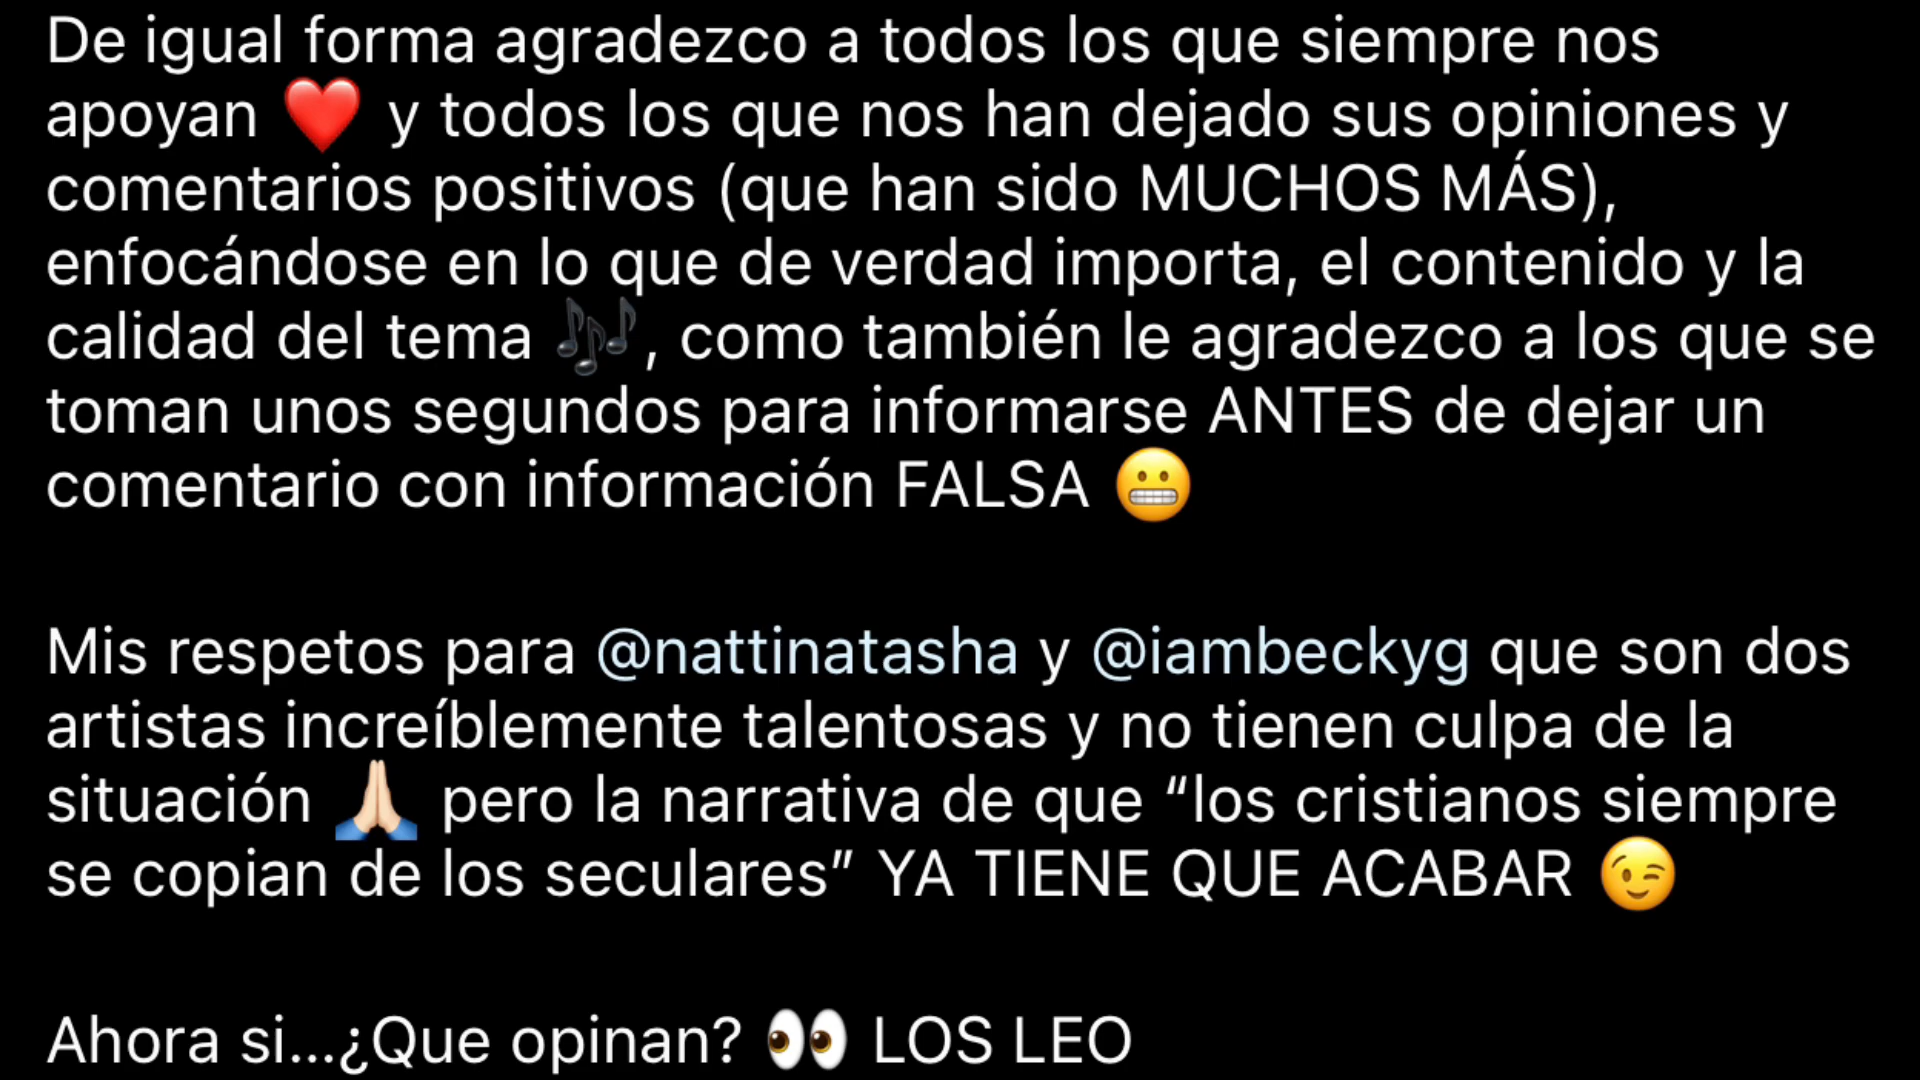 De igual forma agradezco a todos los que siempre nos
apoyan ❤️ y todos los que nos han dejado sus opiniones y
comentarios positivos (que han sido MUCHOS MÁS),
enfocándose en lo que de verdad importa, el contenido y la
calidad del tema 🎶, como también le agradezco a los que se
toman unos segundos para informarse ANTES de dejar un
comentario con información FALSA 😬
Mis respetos para @nattinatasha y @iambeckyg que son dos
artistas increíblemente talentosas y no tienen culpa de la
situación 🙏🏻 pero la narrativa de que “los cristianos siempre
se copian de los seculares” YA TIENE QUE ACABAR 😉
Ahora si...¿Que opinan? 👀 LOS LEO